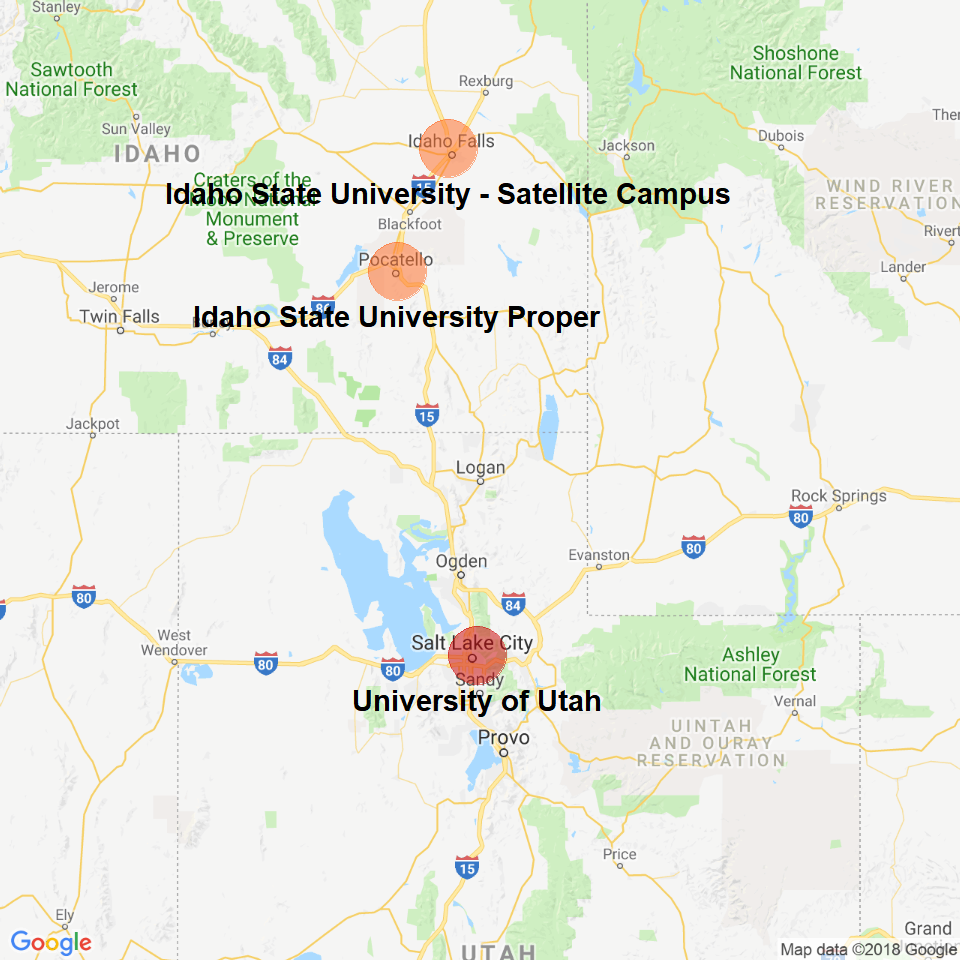 Stanley
Shoshone
National Forest
Sawtooth
National Forest
Rexburg
Sun Valley
IDAHO
Idaho Falls
Jackson
Dubois
15
Craters of the
Moon National
Monument
& Preserve
Idaho State University - Satellite Campus
WIND RIVER
RESERVATION
Blackfoot
Pocatello
Lander
Jerome
86
Twin Falls
Idaho State University Proper
84
15
Jackpot
Logan
Rock Springs
80
80
Evanston
Ogden
80
84
West
Wendover
Salt Lake City
80
80
Sandy
Ashley
National Forest
University of Utah
Vernal
UINTAH
AND OURAY
RESERVATION
Provo
Price
15
Ely
Grand
Google
UTAH
Map data ©2018 Google